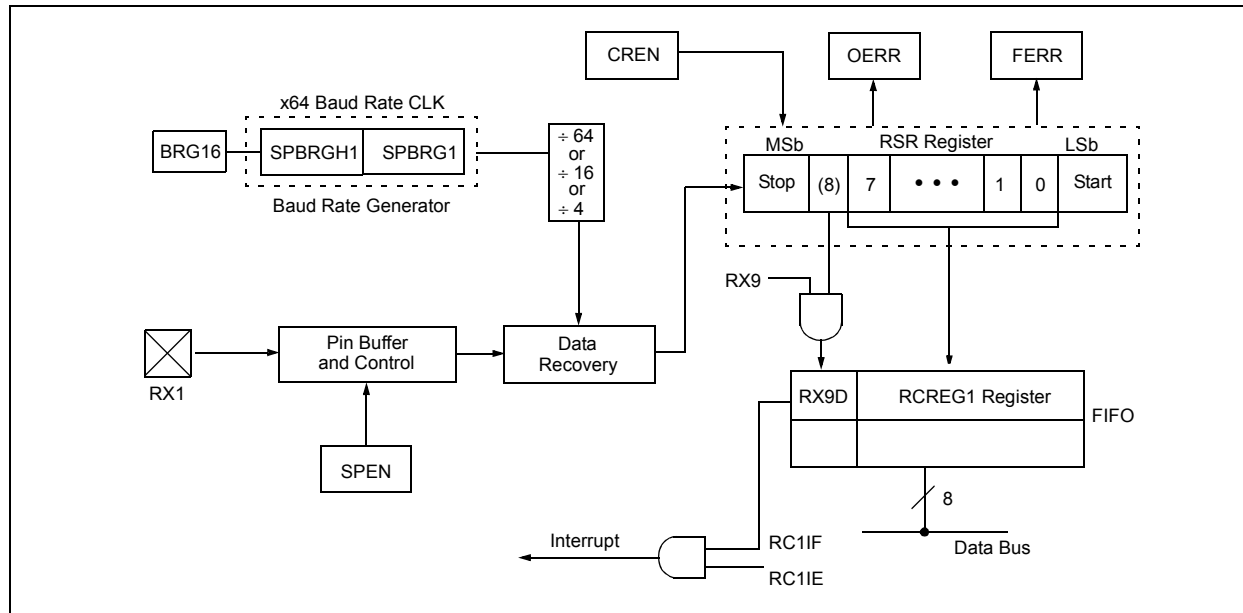 CREN
OERR
FERR
x64 Baud Rate CLK
BRG16
SPBRGH1
SPBRG1
Baud Rate Generator
÷ 64
or
÷ 16
or
÷ 4
MSb
RSR Register
LSb
Stop
(8)
7
• • •
1
0
Start
RX9
RX1
Pin Buffer
and Control
Data
Recovery
SPEN
RX9D
RCREG1 Register
FIFO
8
Data Bus
Interrupt
RC1IF
RC1IE